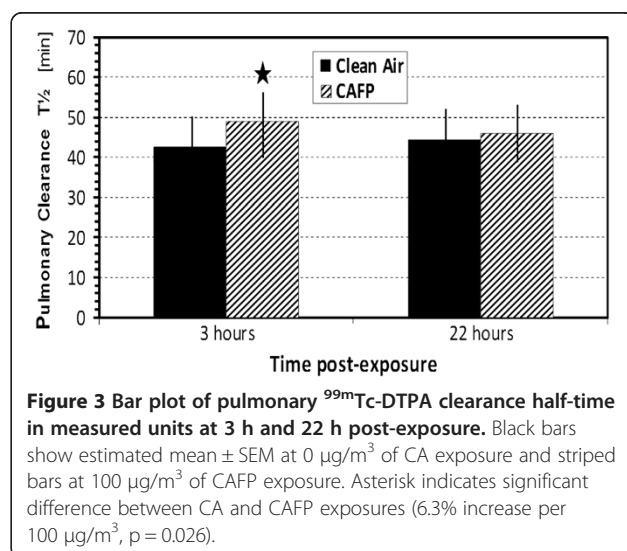 70
60
50
40
30
20
10
0
Pulmonary Clearance T½ [min]
Clean Air
CAFP
3 hours
22 hours
Time post-exposure
Figure 3 Bar plot of pulmonary ⁹⁹ᵐTc-DTPA clearance half-time
in measured units at 3 h and 22 h post-exposure. Black bars
show estimated mean ± SEM at 0 μg/m³ of CA exposure and striped
bars at 100 μg/m³ of CAFP exposure. Asterisk indicates significant
difference between CA and CAFP exposures (6.3% increase per
100 μg/m³, p = 0.026).